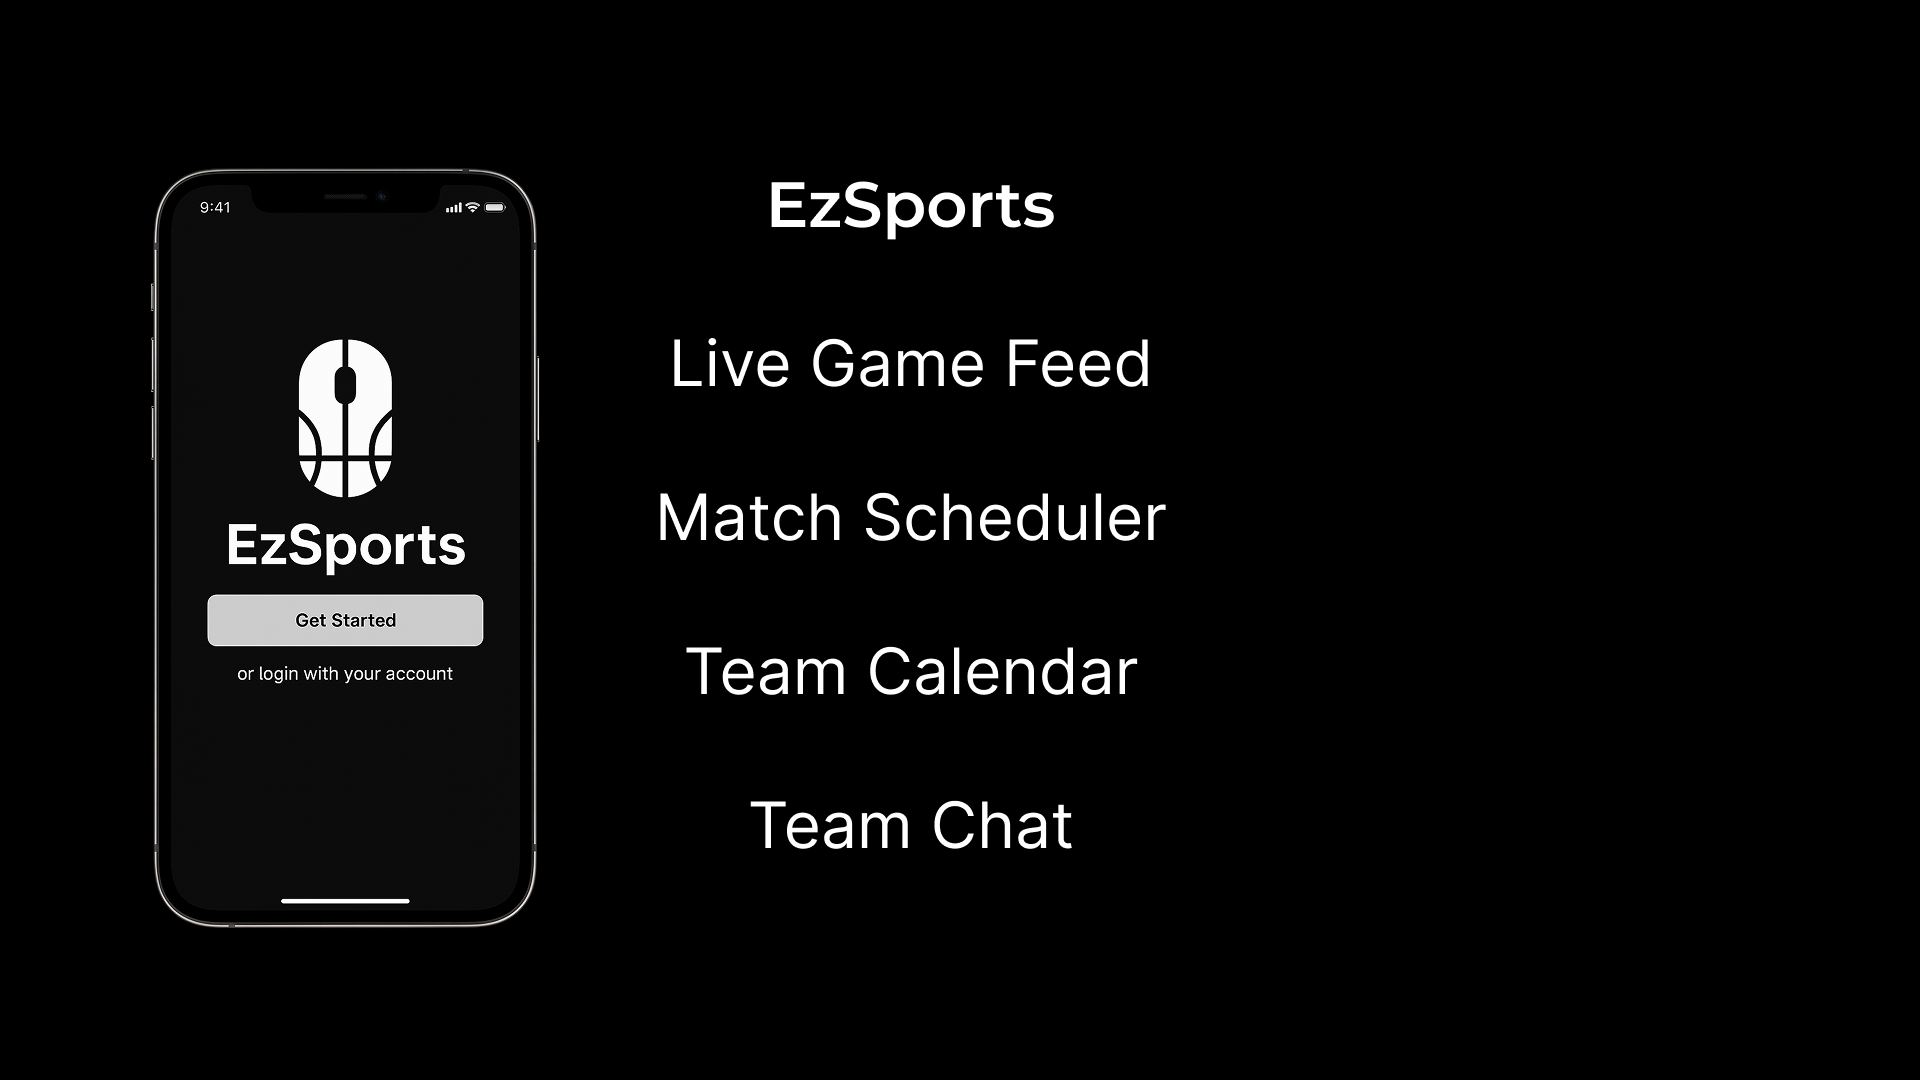 9:41
EzSports
Get Started
or login with your account
EzSports
Live Game Feed
Match Scheduler
Team Calendar
Team Chat